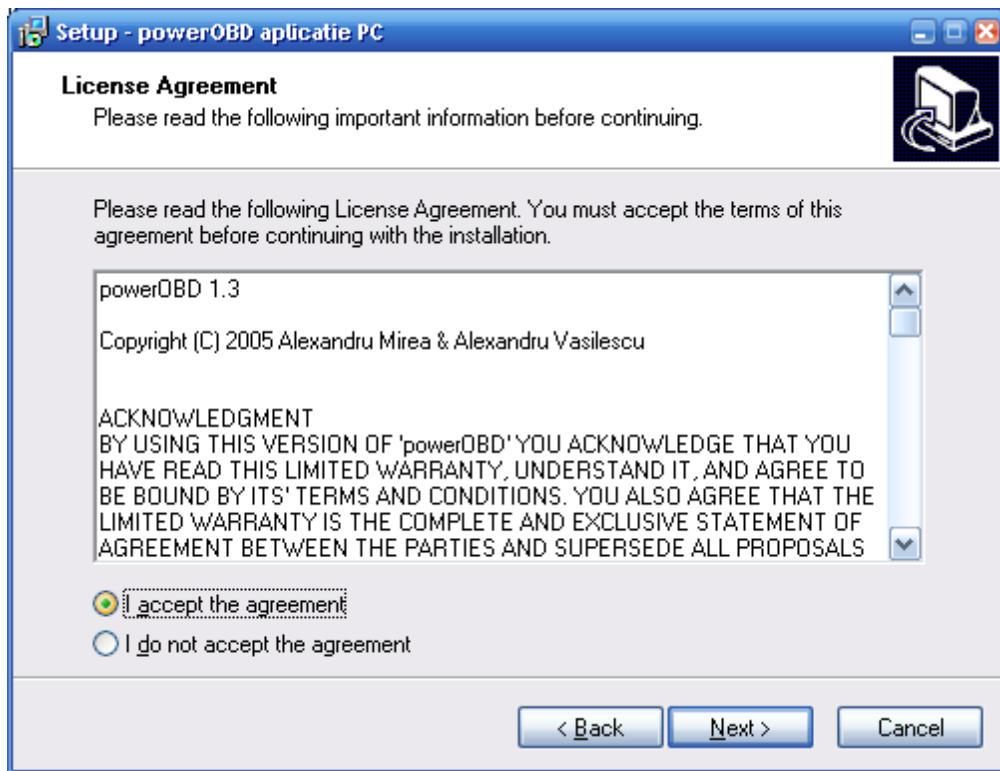 Setup - powerOBD aplicatie PC
License Agreement
Please read the following important information before continuing.
Please read the following License Agreement. You must accept the terms of this
agreement before continuing with the installation.
powerOBD 1.3
Copyright (C) 2005 Alexandru Mirea & Alexandru Vasilescu
ACKNOWLEDGMENT
BY USING THIS VERSION OF 'powerOBD' YOU ACKNOWLEDGE THAT YOU
HAVE READ THIS LIMITED WARRANTY, UNDERSTAND IT, AND AGREE TO
BE BOUND BY ITS' TERMS AND CONDITIONS. YOU ALSO AGREE THAT THE
LIMITED WARRANTY IS THE COMPLETE AND EXCLUSIVE STATEMENT OF
AGREEMENT BETWEEN THE PARTIES AND SUPERSEDE ALL PROPOSALS
I accept the agreement
I do not accept the agreement
< Back
Next >
Cancel